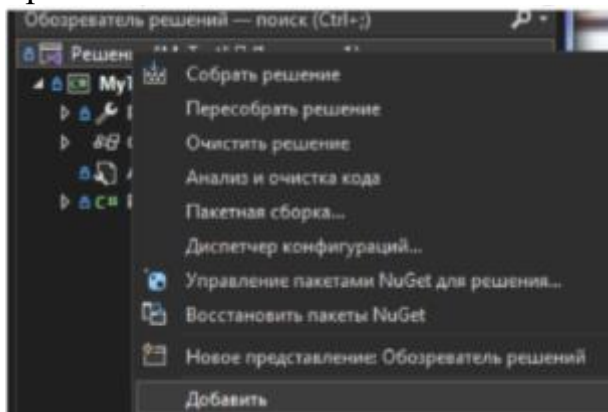 Обозреватель решений — поиск (Ctrl+;)
Собрать решение
Пересобрать решение
Очистить решение
Анализ и очистка кода
Пакетная сборка...
Диспетчер конфигураций...
Управление пакетами NuGet для решения...
Восстановить пакеты NuGet
Новое представление: Обозреватель решений
Добавить